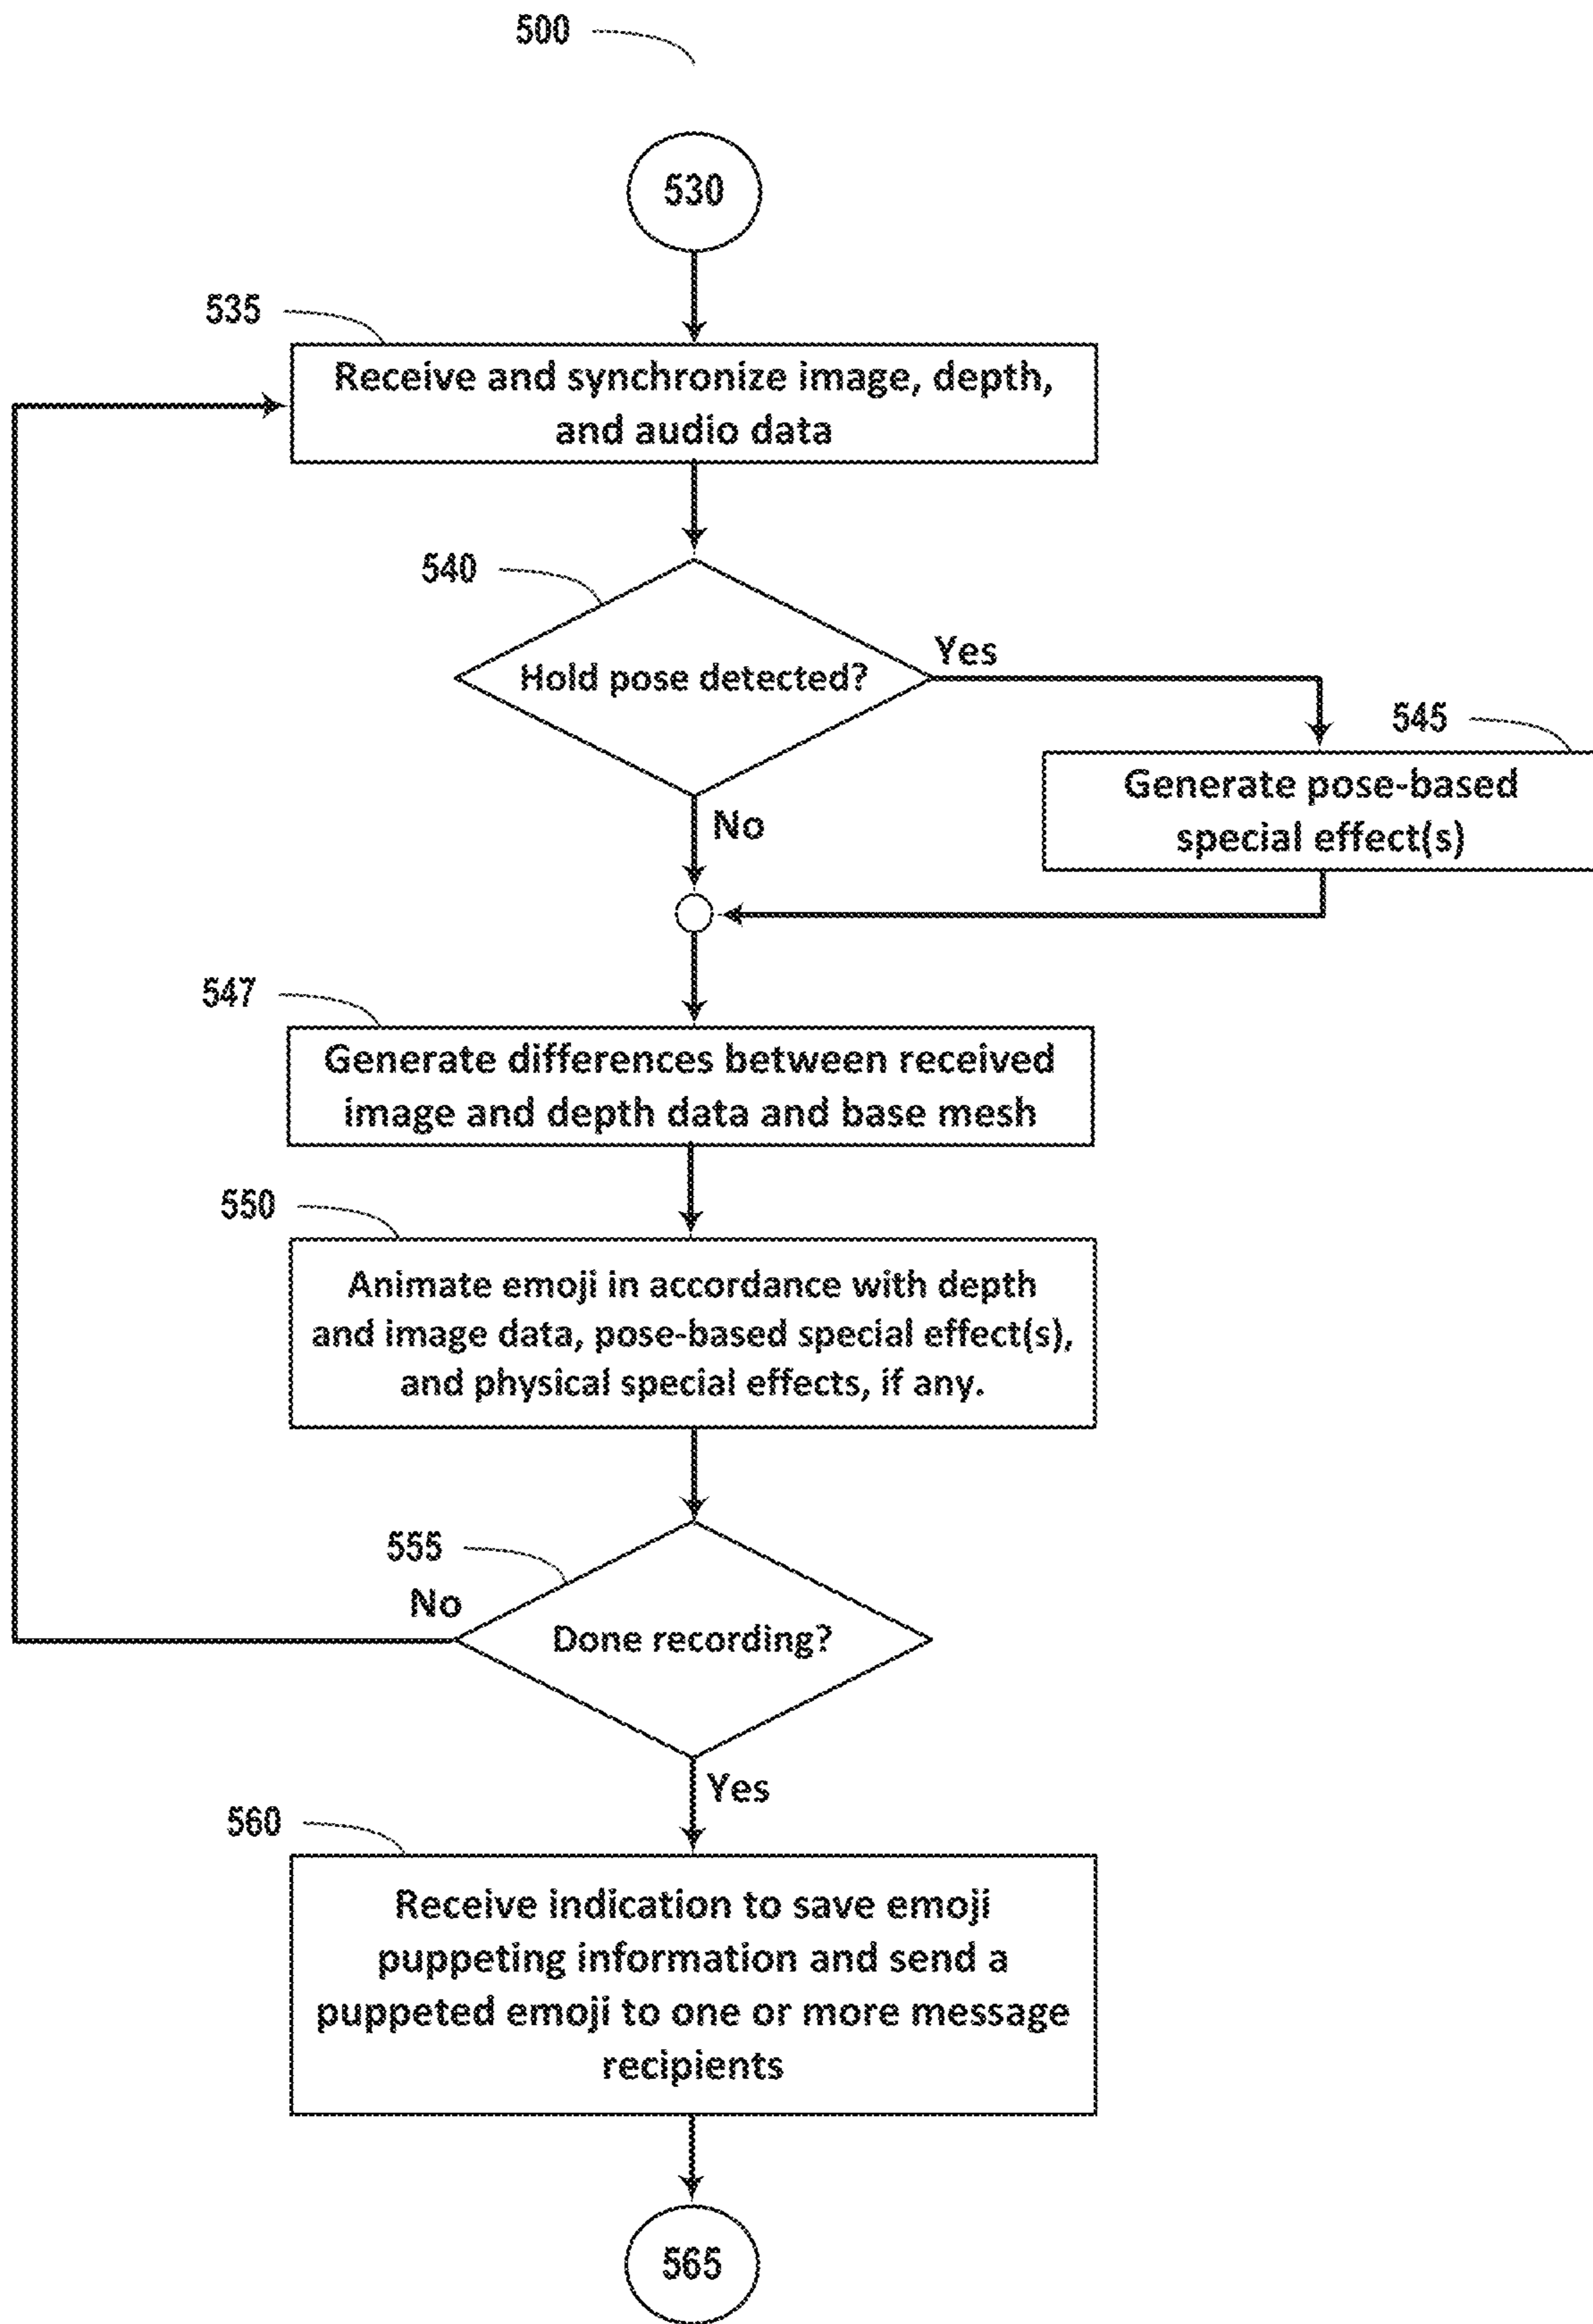 500
530
535
Receive and synchronize image, depth,
and audio data
540
Hold pose detected?
Yes
545
Generate pose-based
special effect(s)
No
547
Generate differences between received
image and depth data and base mesh
550
Animate emoji in accordance with depth
and image data, pose-based special effect(s),
and physical special effects, if any.
555
No
Done recording?
Yes
560
Receive indication to save emoji
puppeting information and send a
puppeted emoji to one or more message
recipients
565